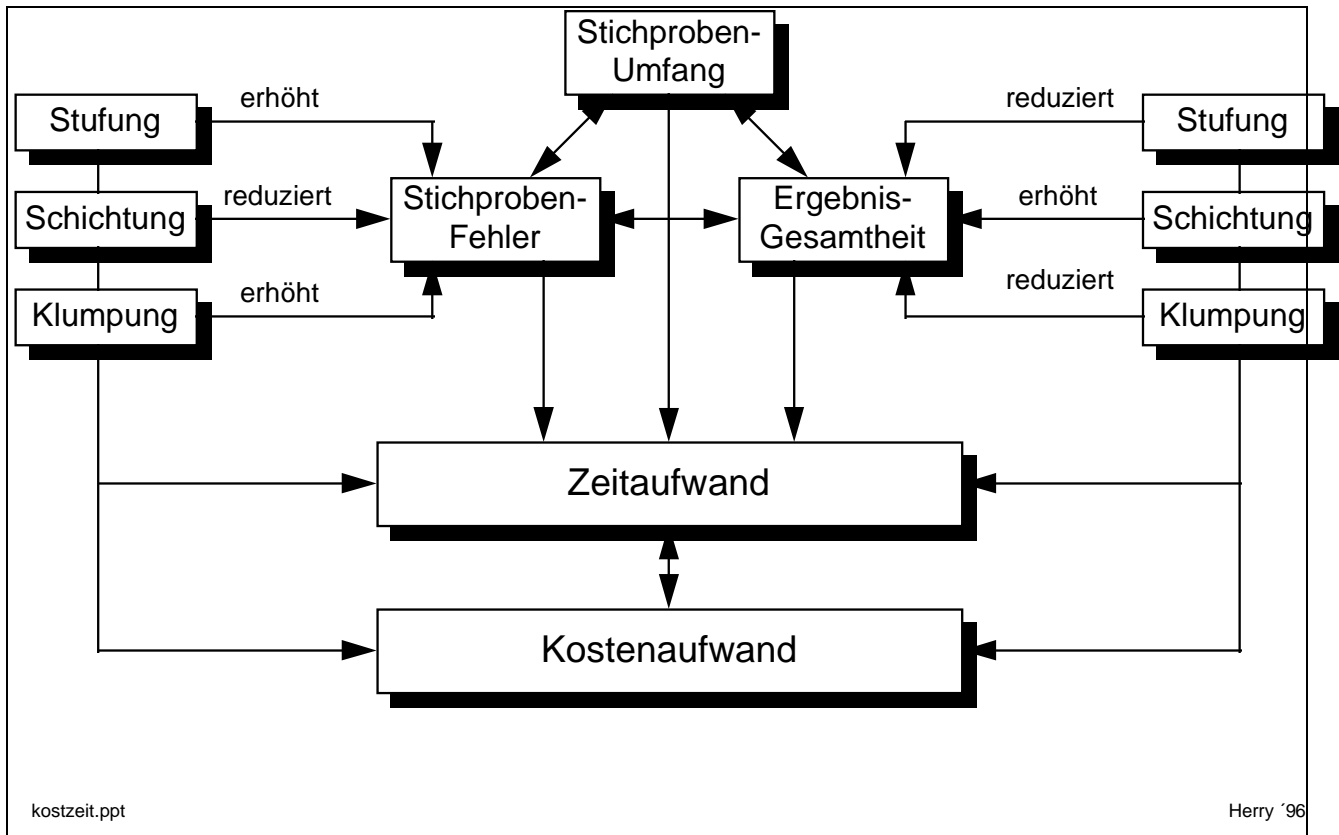 Stichproben-
Umfang
erhöht
reduziert
Stufung
Stufung
reduziert
Stichproben-
Fehler
Ergebnis-
Gesamtheit
erhöht
Schichtung
Schichtung
erhöht
reduziert
Klumpung
Klumpung
Zeitaufwand
Kostenaufwand
kostzeit.ppt
Herry ´96